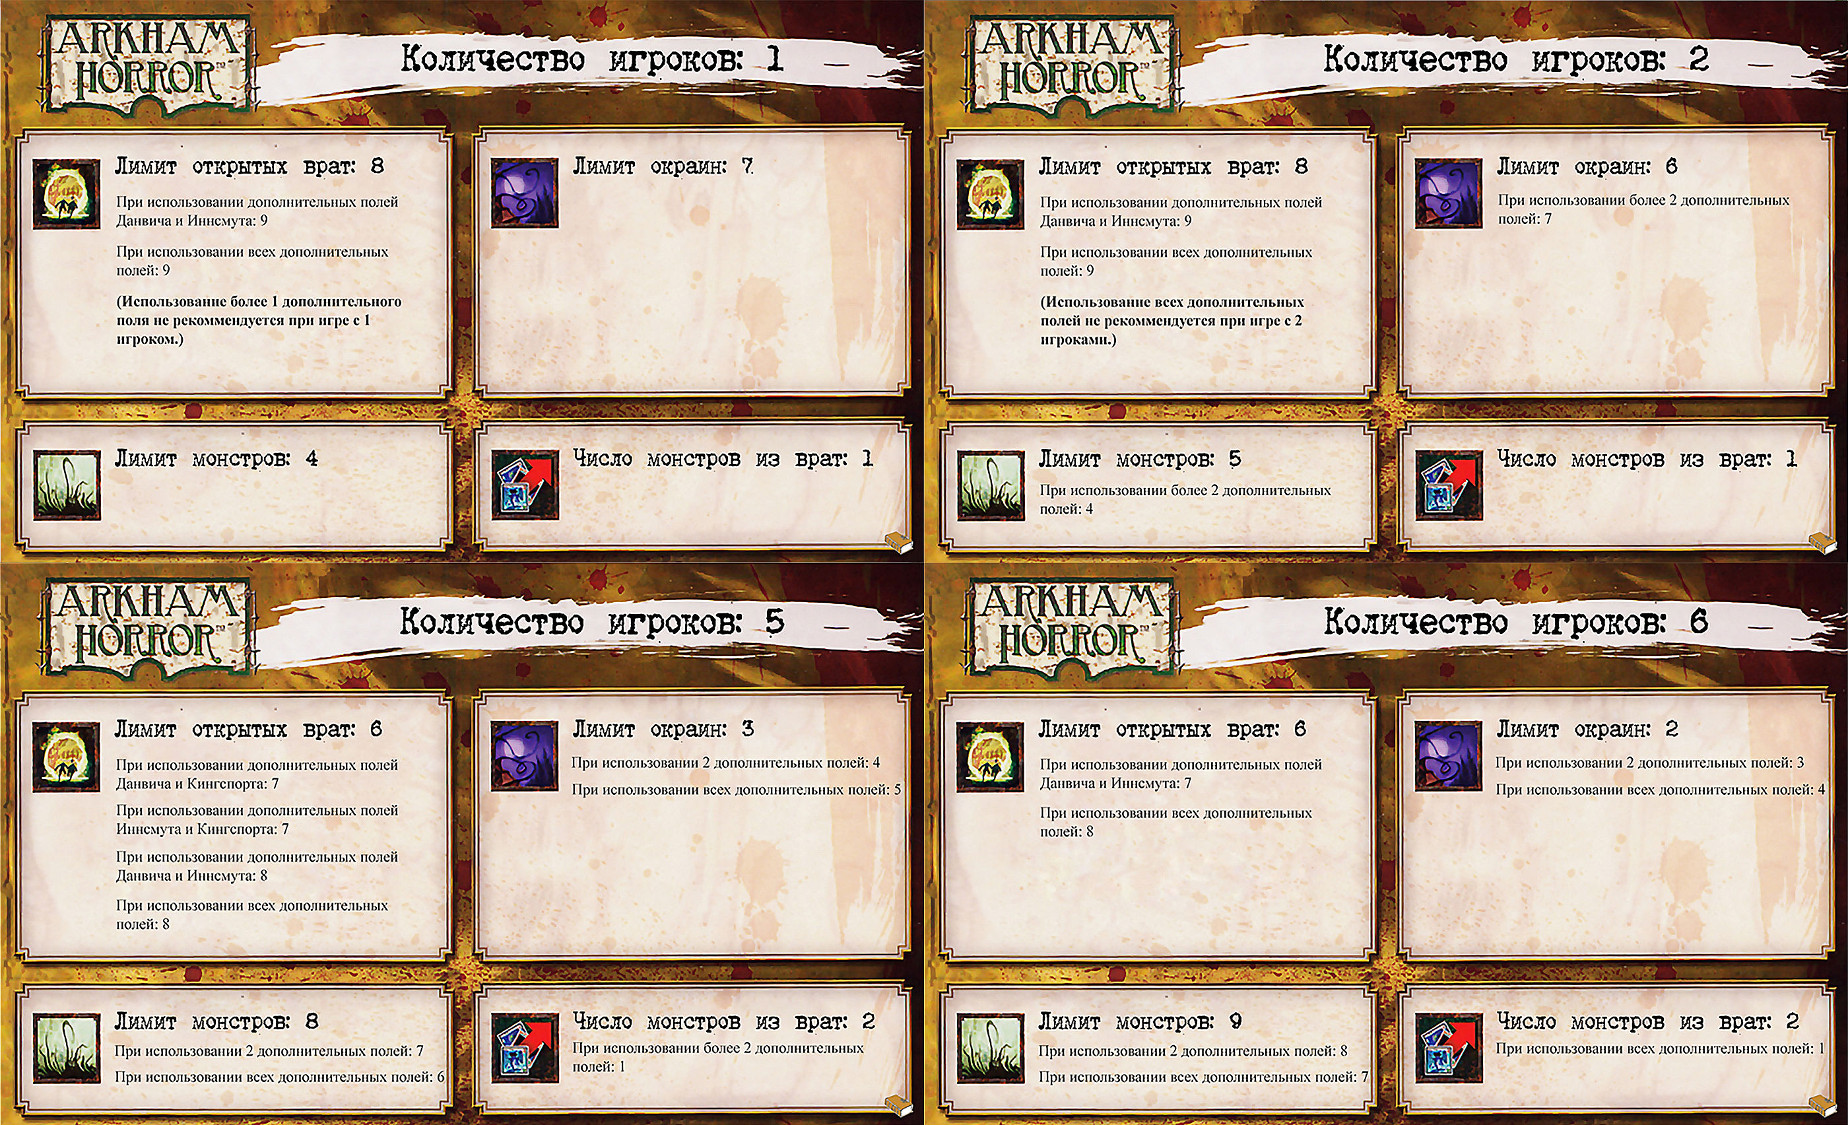 ARKHAM
HORROR™
Количество игроков: 1
Лимит открытых врат: 8
При использовании дополнительных полей
Данвича и Иннсмута: 9
При использовании всех дополнительных
полей: 9
(Использование более 1 дополнительного
поля не рекоммендуется при игре с 1
игроком.)
Лимит окраин: 7
Лимит монстров: 4
Число монстров из врат: 1
ARKHAM
HORROR™
Количество игроков: 2
Лимит открытых врат: 8
При использовании дополнительных полей
Данвича и Иннсмута: 9
При использовании всех дополнительных
полей: 9
(Использование всех дополнительных
полей не рекоммендуется при игре с 2
игроками.)
Лимит окраин: 6
При использовании более 2 дополнительных
полей: 7
Лимит монстров: 5
При использовании более 2 дополнительных
полей: 4
Число монстров из врат: 1
ARKHAM
HORROR™
Количество игроков: 5
Лимит открытых врат: 6
При использовании дополнительных полей
Данвича и Кингспорта: 7
При использовании дополнительных полей
Иннсмута и Кингспорта: 7
При использовании дополнительных полей
Данвича и Иннсмута: 8
При использовании всех дополнительных
полей: 8
Лимит окраин: 3
При использовании 2 дополнительных полей: 4
При использовании всех дополнительных полей: 5
Лимит монстров: 8
При использовании 2 дополнительных полей: 7
При использовании всех дополнительных полей: 6
Число монстров из врат: 2
При использовании более 2 дополнительных
полей: 1
ARKHAM
HORROR™
Количество игроков: 6
Лимит открытых врат: 6
При использовании дополнительных полей
Данвича и Иннсмута: 7
При использовании всех дополнительных
полей: 8
Лимит окраин: 2
При использовании 2 дополнительных полей: 3
При использовании всех дополнительных полей: 4
Лимит монстров: 9
При использовании 2 дополнительных полей: 8
При использовании всех дополнительных полей: 7
Число монстров из врат: 2
При использовании всех дополнительных полей: 1